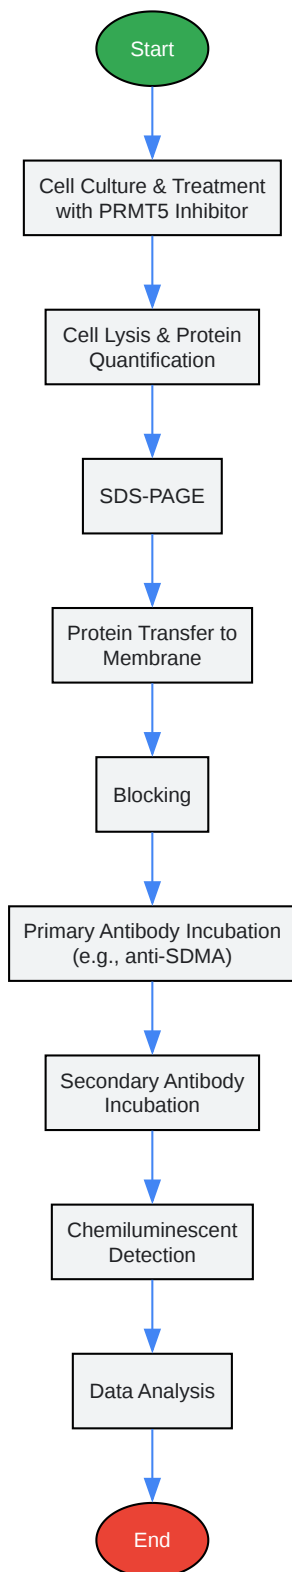 Start
Cell Culture & Treatment
with PRMT5 Inhibitor
Cell Lysis & Protein
Quantification
SDS-PAGE
Protein Transfer to
Membrane
Blocking
Primary Antibody Incubation
(e.g., anti-SDMA)
Secondary Antibody
Incubation
Chemiluminescent
Detection
Data Analysis
End